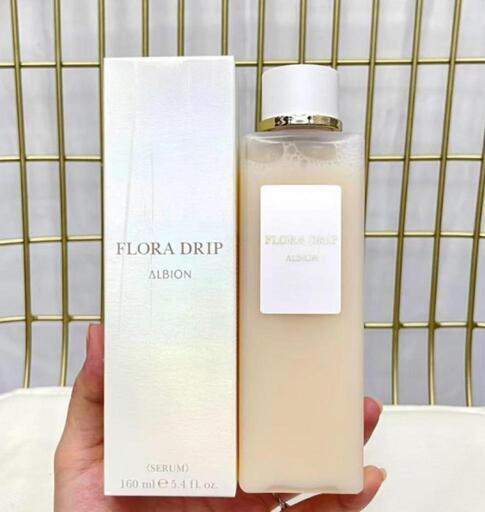 FLORA DRIP
ALBION
⟨SERUM⟩
160 ml ℮ 5.4 fl. oz.
FLORA DRIP
ALBION